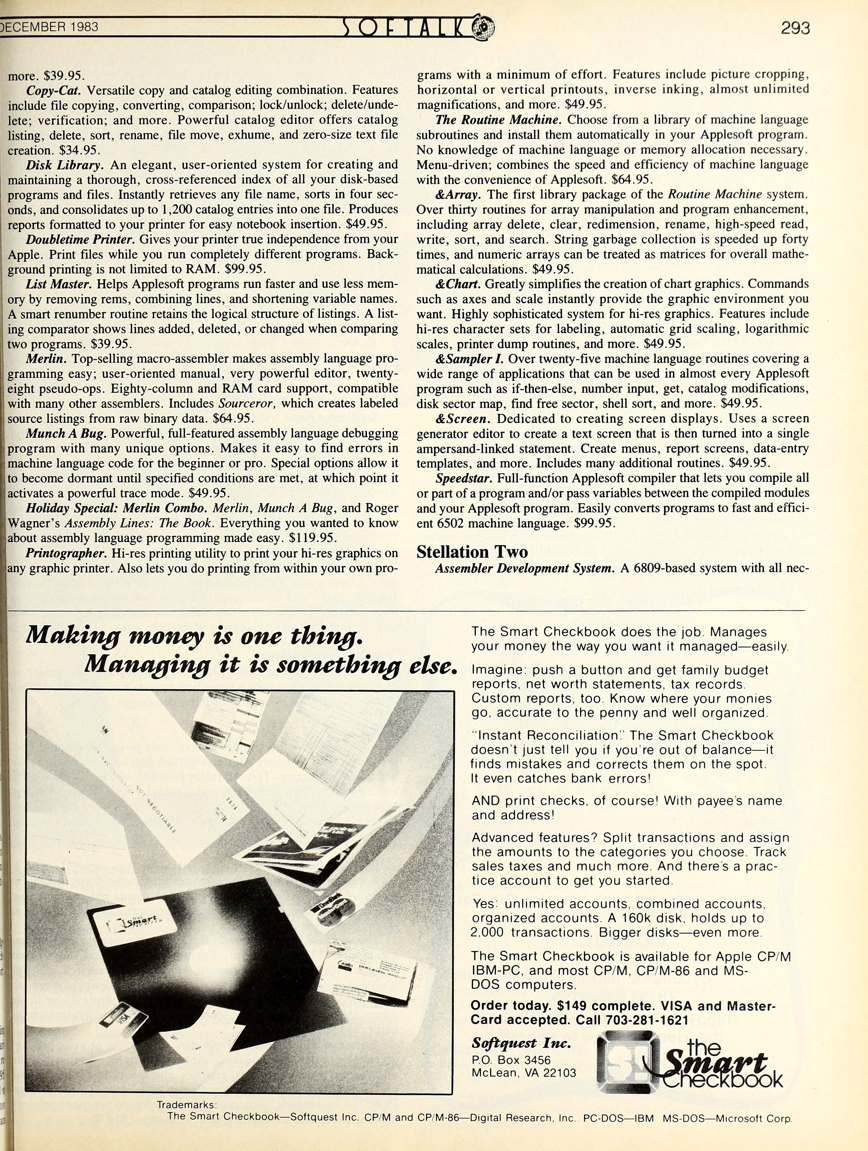 DECEMBER 1983
SOFTALK
293
more. $39.95.
Copy-Cat. Versatile copy and catalog editing combination. Features
include file copying, converting, comparison; lock/unlock; delete/unde-
lete; verification; and more. Powerful catalog editor offers catalog
listing, delete, sort, rename, file move, exhume, and zero-size text file
creation. $34.95.
Disk Library. An elegant, user-oriented system for creating and
maintaining a thorough, cross-referenced index of all your disk-based
programs and files. Instantly retrieves any file name, sorts in four sec-
onds, and consolidates up to 1,200 catalog entries into one file. Produces
reports formatted to your printer for easy notebook insertion. $49.95.
Doubletime Printer. Gives your printer true independence from your
Apple. Print files while you run completely different programs. Back-
ground printing is not limited to RAM. $99.95.
List Master. Helps Applesoft programs run faster and use less mem-
ory by removing rems, combining lines, and shortening variable names.
A smart renumber routine retains the logical structure of listings. A list-
ing comparator shows lines added, deleted, or changed when comparing
two programs. $39.95.
Merlin. Top-selling macro-assembler makes assembly language pro-
gramming easy; user-oriented manual, very powerful editor, twenty-
eight pseudo-ops. Eighty-column and RAM card support, compatible
with many other assemblers. Includes Sourceror, which creates labeled
source listings from raw binary data. $64.95.
Munch A Bug. Powerful, full-featured assembly language debugging
program with many unique options. Makes it easy to find errors in
machine language code for the beginner or pro. Special options allow it
to become dormant until specified conditions are met, at which point it
activates a powerful trace mode. $49.95.
Holiday Special: Merlin Combo. Merlin, Munch A Bug, and Roger
Wagner's Assembly Lines: The Book. Everything you wanted to know
about assembly language programming made easy. $119.95.
Printographer. Hi-res printing utility to print your hi-res graphics on
any graphic printer. Also lets you do printing from within your own pro-
grams with a minimum of effort. Features include picture cropping,
horizontal or vertical printouts, inverse inking, almost unlimited
magnifications, and more. $49.95.
The Routine Machine. Choose from a library of machine language
subroutines and install them automatically in your Applesoft program.
No knowledge of machine language or memory allocation necessary.
Menu-driven; combines the speed and efficiency of machine language
with the convenience of Applesoft. $64.95.
&Array. The first library package of the Routine Machine system.
Over thirty routines for array manipulation and program enhancement,
including array delete, clear, redimension, rename, high-speed read,
write, sort, and search. String garbage collection is speeded up forty
times, and numeric arrays can be treated as matrices for overall mathe-
matical calculations. $49.95.
&Chart. Greatly simplifies the creation of chart graphics. Commands
such as axes and scale instantly provide the graphic environment you
want. Highly sophisticated system for hi-res graphics. Features include
hi-res character sets for labeling, automatic grid scaling, logarithmic
scales, printer dump routines, and more. $49.95.
&Sampler I. Over twenty-five machine language routines covering a
wide range of applications that can be used in almost every Applesoft
program such as if-then-else, number input, get, catalog modifications,
disk sector map, find free sector, shell sort, and more. $49.95.
&Screen. Dedicated to creating screen displays. Uses a screen
generator editor to create a text screen that is then turned into a single
ampersand-linked statement. Create menus, report screens, data-entry
templates, and more. Includes many additional routines. $49.95.
Speedstar. Full-function Applesoft compiler that lets you compile all
or part of a program and/or pass variables between the compiled modules
and your Applesoft program. Easily converts programs to fast and effici-
ent 6502 machine language. $99.95.
Stellation Two
Assembler Development System. A 6809-based system with all nec-
Making money is one thing.
Managing it is something else.
NOT NEGOTIABLE
Smart
VISA
The Smart Checkbook does the job. Manages
your money the way you want it managed—easily.
Imagine: push a button and get family budget
reports, net worth statements, tax records.
Custom reports, too. Know where your monies
go, accurate to the penny and well organized.
"Instant Reconciliation." The Smart Checkbook
doesn't just tell you if you're out of balance—it
finds mistakes and corrects them on the spot.
It even catches bank errors!
AND print checks, of course! With payee's name
and address!
Advanced features? Split transactions and assign
the amounts to the categories you choose. Track
sales taxes and much more. And there's a prac-
tice account to get you started.
Yes: unlimited accounts, combined accounts,
organized accounts. A 160k disk, holds up to
2,000 transactions. Bigger disks—even more.
The Smart Checkbook is available for Apple CP/M
IBM-PC, and most CP/M, CP/M-86 and MS-
DOS computers.
Order today. $149 complete. VISA and Master-
Card accepted. Call 703-281-1621
Softquest Inc.
P.O. Box 3456
McLean, VA 22103
the
Smart
Checkbook
Trademarks:
The Smart Checkbook—Softquest Inc. CP/M and CP/M-86—Digital Research, Inc. PC-DOS—IBM MS-DOS—Microsoft Corp.